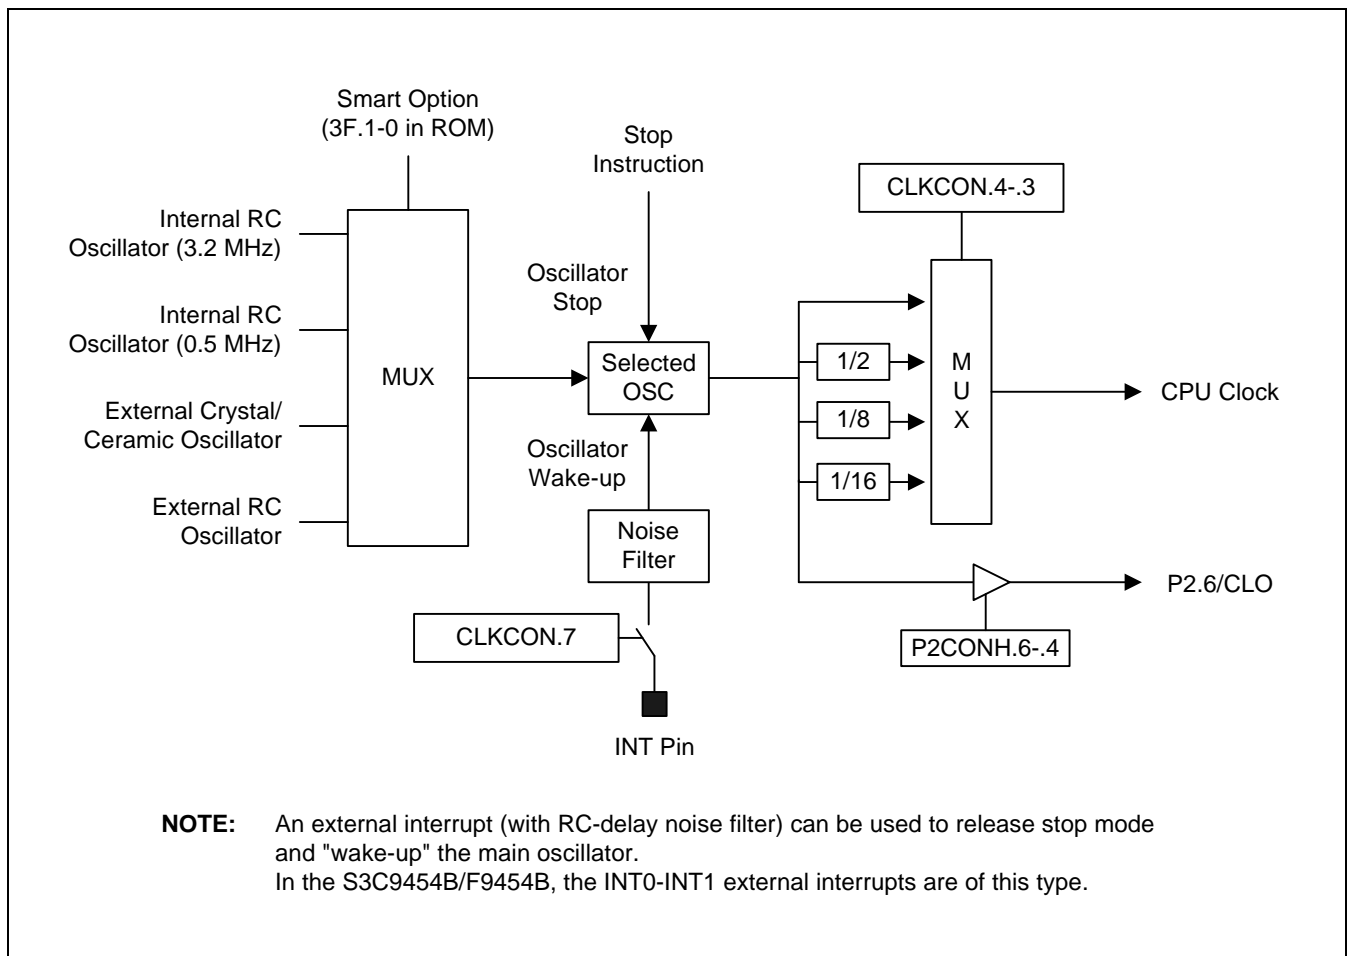 Smart Option
(3F.1-0 in ROM)
Stop
Instruction
CLKCON.4-.3
Internal RC
Oscillator (3.2 MHz)
Internal RC
Oscillator (0.5 MHz)
External Crystal/
Ceramic Oscillator
External RC
Oscillator
MUX
Oscillator
Stop
Selected
OSC
Oscillator
Wake-up
Noise
Filter
CLKCON.7
INT Pin
1/2
1/8
1/16
M
U
X
CPU Clock
P2.6/CLO
P2CONH.6-.4
NOTE: An external interrupt (with RC-delay noise filter) can be used to release stop mode
and "wake-up" the main oscillator.
In the S3C9454B/F9454B, the INT0-INT1 external interrupts are of this type.